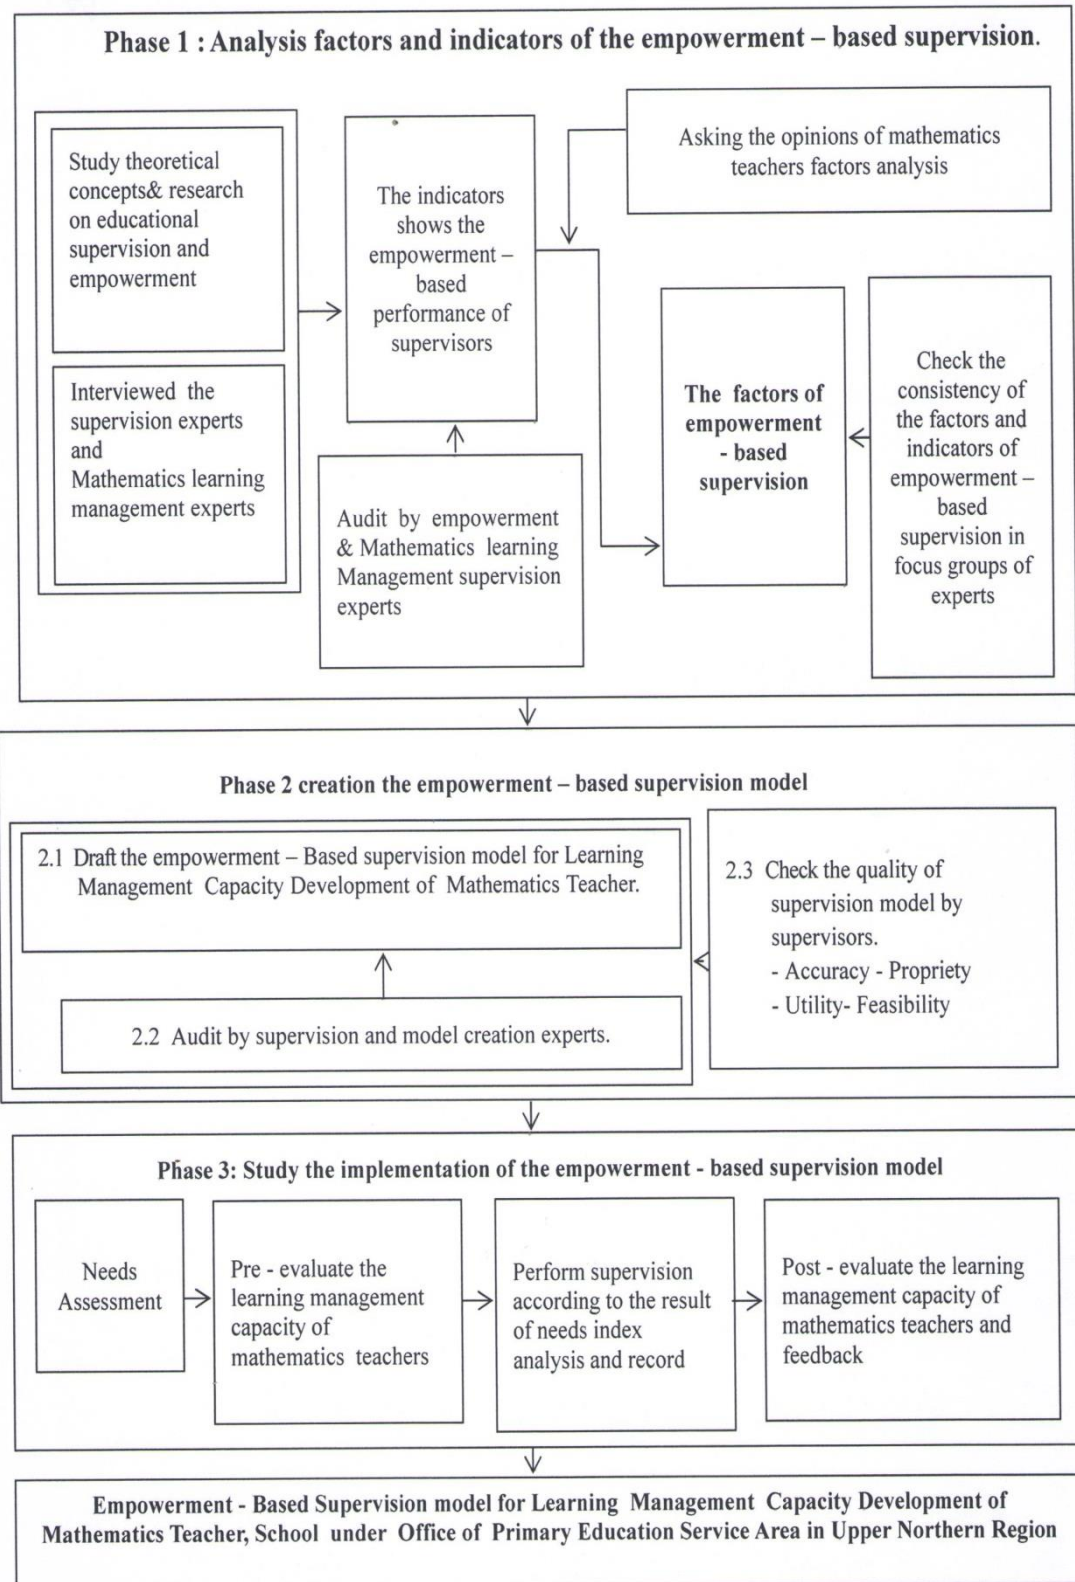 Phase 1 : Analysis factors and indicators of the empowerment – based supervision.
Study theoretical
concepts& research
on educational
supervision and
empowerment
Interviewed the
supervision experts
and
Mathematics learning
management experts
The indicators
shows the
empowerment –
based
performance of
supervisors
Audit by empowerment
& Mathematics learning
Management supervision
experts
Asking the opinions of mathematics
teachers factors analysis
The factors of
empowerment
- based
supervision
Check the
consistency of
the factors and
indicators of
empowerment –
based
supervision in
focus groups of
experts
Phase 2 creation the empowerment – based supervision model
2.1 Draft the empowerment – Based supervision model for Learning
Management Capacity Development of Mathematics Teacher.
2.2 Audit by supervision and model creation experts.
2.3 Check the quality of
supervision model by
supervisors.
- Accuracy - Propriety
- Utility- Feasibility
Phase 3: Study the implementation of the empowerment - based supervision model
Needs
Assessment
Pre - evaluate the
learning management
capacity of
mathematics teachers
Perform supervision
according to the result
of needs index
analysis and record
Post - evaluate the learning
management capacity of
mathematics teachers and
feedback
Empowerment - Based Supervision model for Learning Management Capacity Development of
Mathematics Teacher, School under Office of Primary Education Service Area in Upper Northern Region